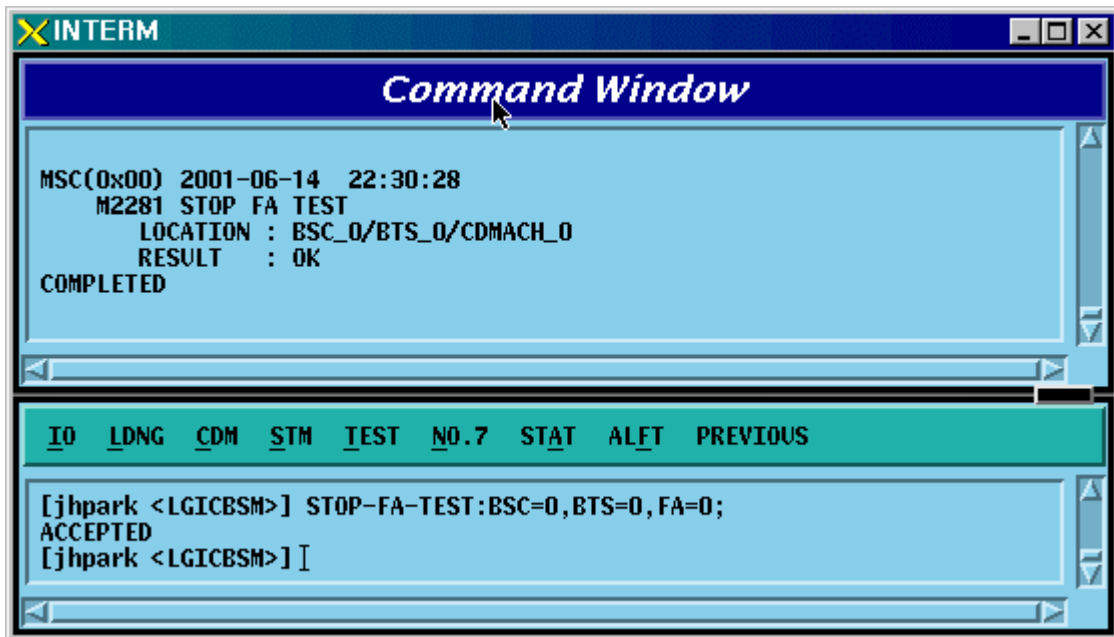 INTERM
Command Window
MSC(0x00) 2001-06-14 22:30:28
M2281 STOP FA TEST
LOCATION : BSC_0/BTS_0/CDMACH_0
RESULT : OK
COMPLETED
IO LDNG CDM STM TEST NO.7 STAT ALFT PREVIOUS
[jhpark <LGICBSM>] STOP-FA-TEST:BSC=0,BTS=0,FA=0;
ACCEPTED
[jhpark <LGICBSM>]